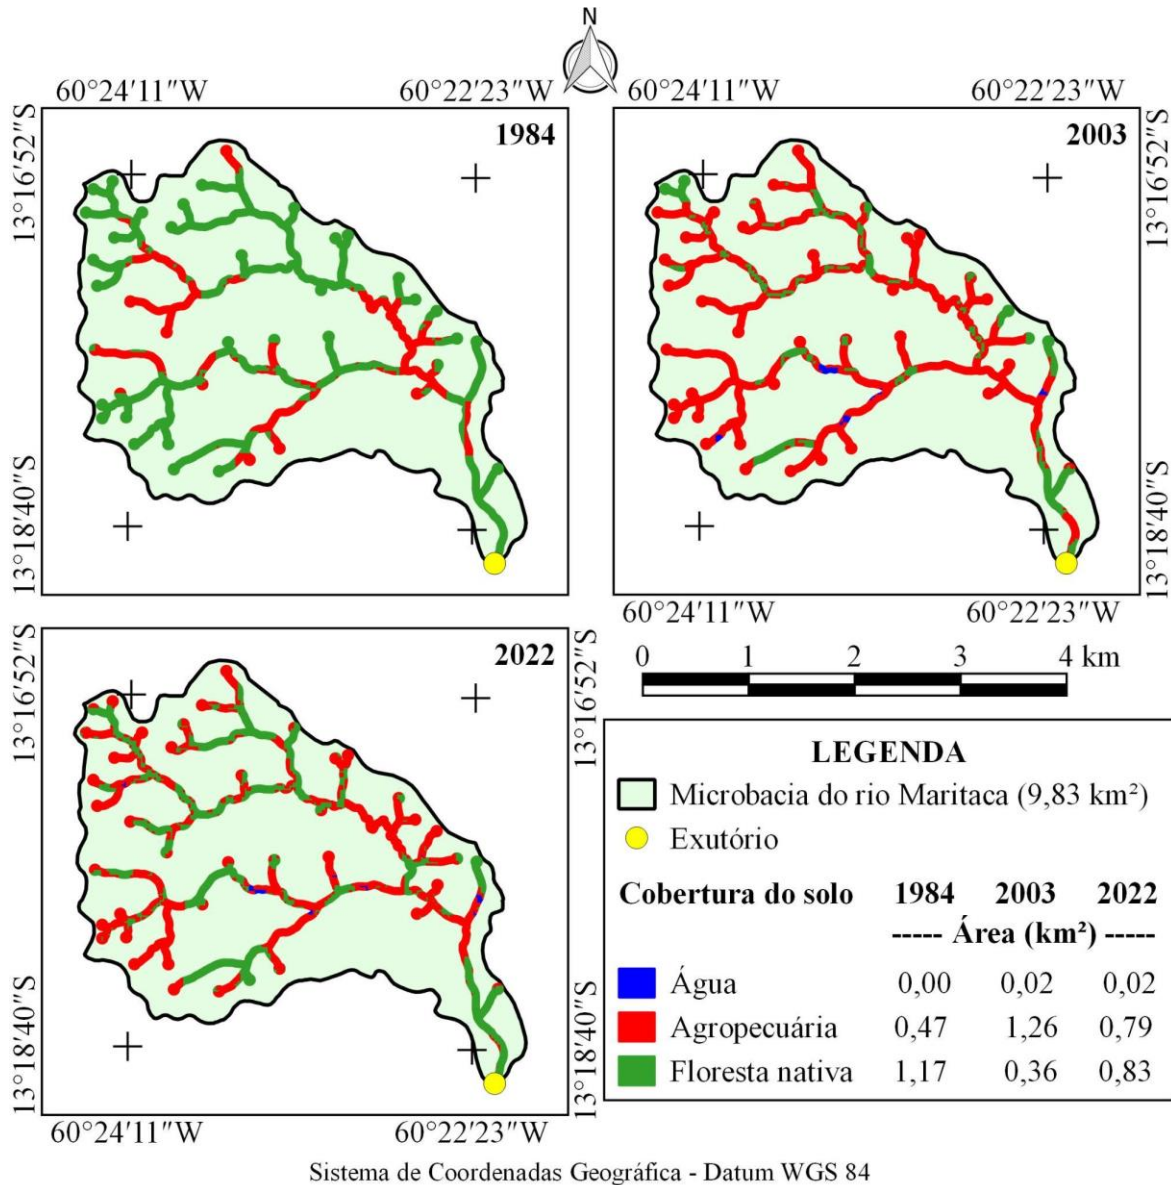 N
60°24'11"W 60°22'23"W 60°24'11"W 60°22'23"W
13°16'52"S 1984 2003 13°16'52"S
13°18'40"S 13°18'40"S
60°24'11"W 60°22'23"W
13°16'52"S 2022 13°16'52"S
0 1 2 3 4 km
LEGENDA
Microbacia do rio Maritaca (9,83 km²)
Exutório
Cobertura do solo 1984 2003 2022
----- Área (km²) -----
Água 0,00 0,02 0,02
Agropecuária 0,47 1,26 0,79
Floresta nativa 1,17 0,36 0,83
13°18'40"S 13°18'40"S
60°24'11"W 60°22'23"W
Sistema de Coordenadas Geográfica - Datum WGS 84